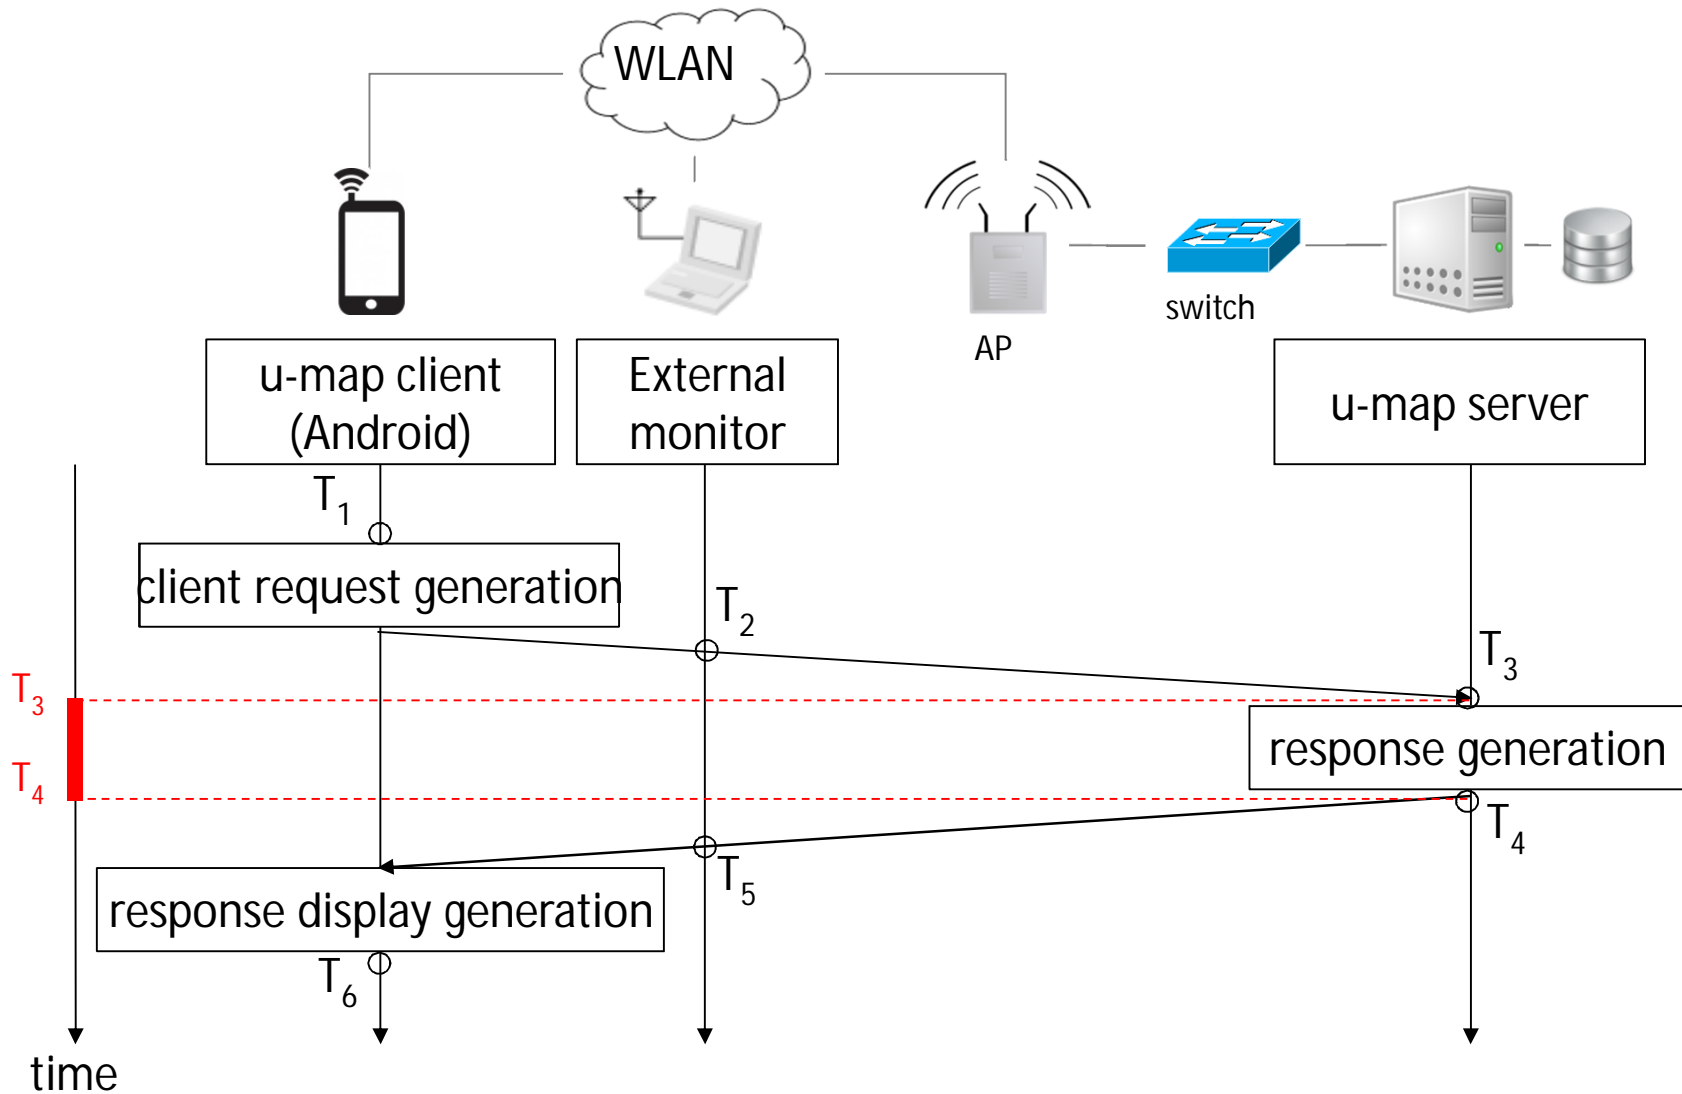 WLAN
switch
AP
u-map client
(Android)
External
monitor
u-map server
T1
client request generation
T2
T3
T3
response generation
T4
T4
T5
response display generation
T6
time